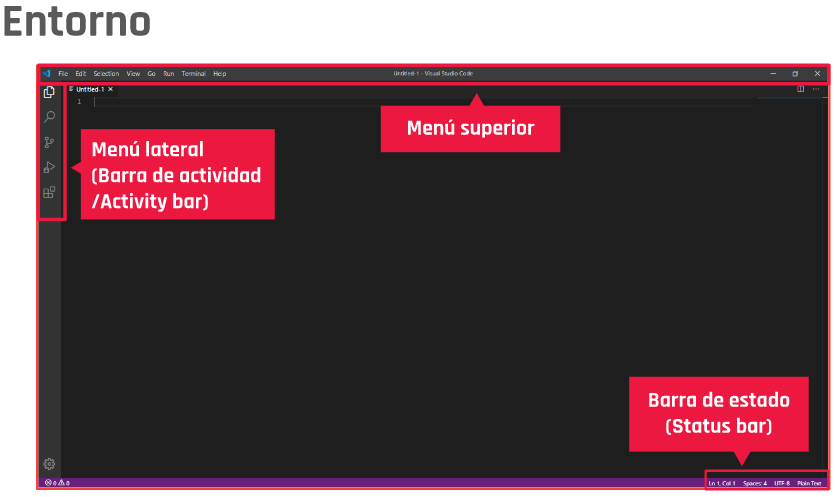 Entorno
File Edit Selection View Go Run Terminal Help
Untitled-1 - Visual Studio Code
Untitled-1
1
Menú superior
Menú lateral
(Barra de actividad
/Activity bar)
Barra de estado
(Status bar)
0 0
Ln 1, Col 1 Spaces: 4 UTF-8 Plain Text